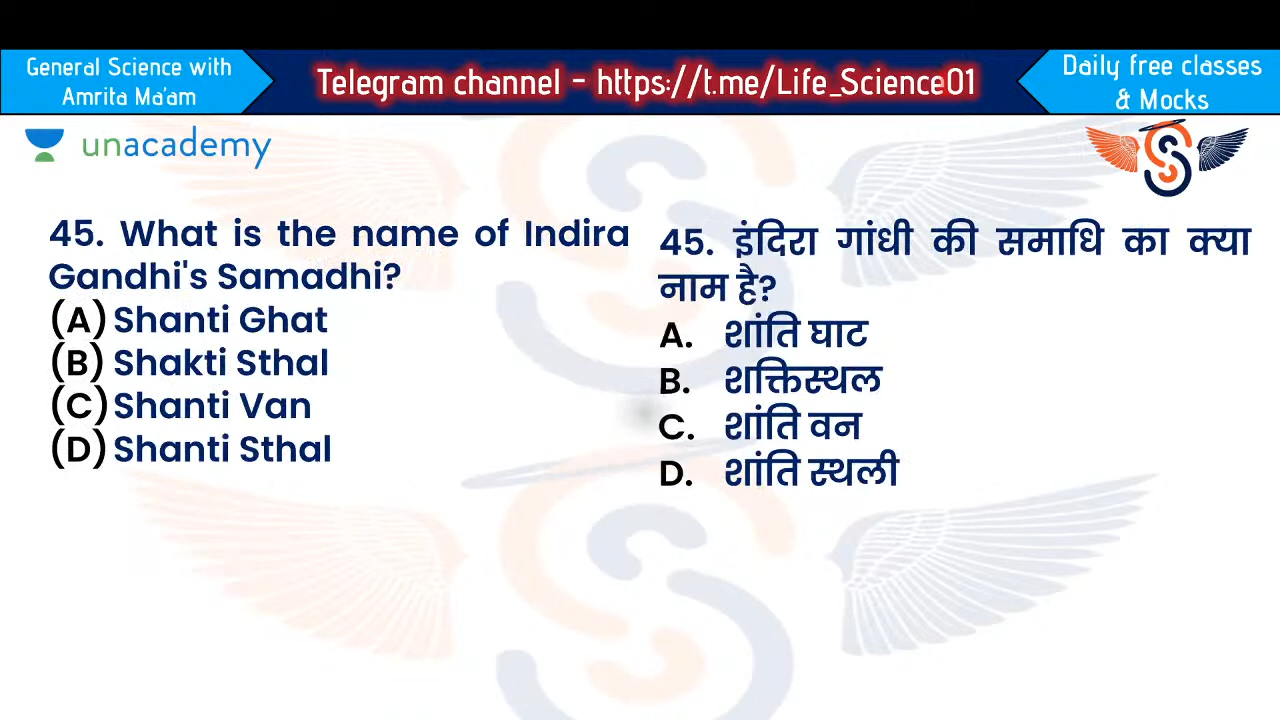 General Science with
Amrita Ma'am
Telegram channel - https://t.me/Life_Science01
Daily free classes
& Mocks
unacademy
45. What is the name of Indira
Gandhi's Samadhi?
(A) Shanti Ghat
(B) Shakti Sthal
(C) Shanti Van
(D) Shanti Sthal
45. इंदिरा गांधी की समाधि का क्या
नाम है?
A. शांति घाट
B. शक्तिस्थल
C. शांति वन
D. शांति स्थली